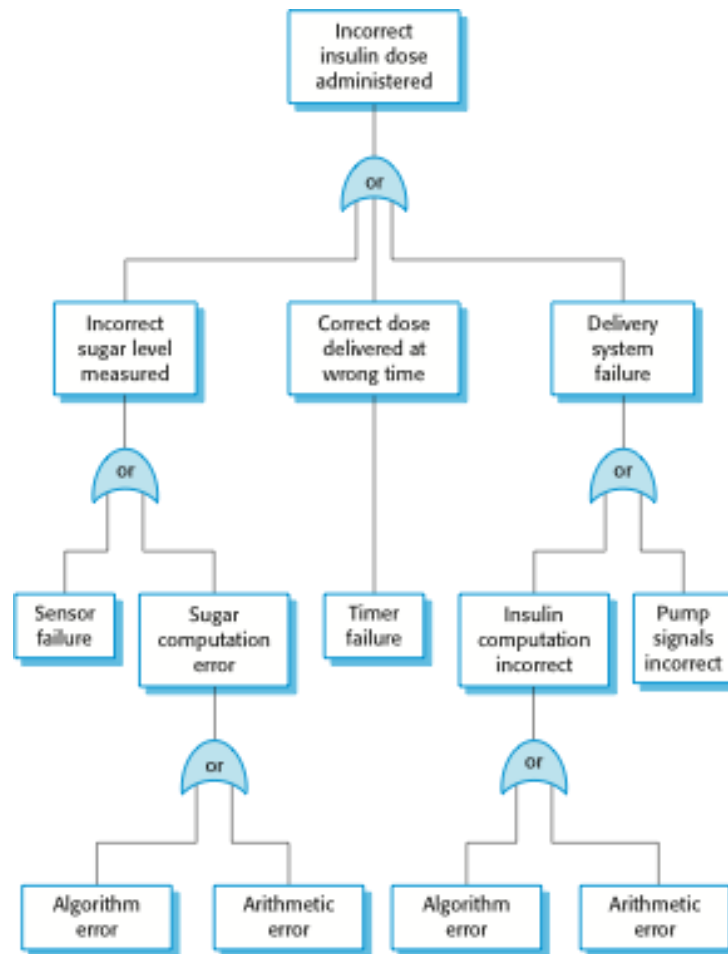 Incorrect
insulin dose
administered
or
Incorrect
sugar level
measured
Correct dose
delivered at
wrong time
Delivery
system
failure
or
or
Sensor
failure
Sugar
computation
error
Timer
failure
Insulin
computation
incorrect
Pump
signals
incorrect
or
or
Algorithm
error
Arithmetic
error
Algorithm
error
Arithmetic
error